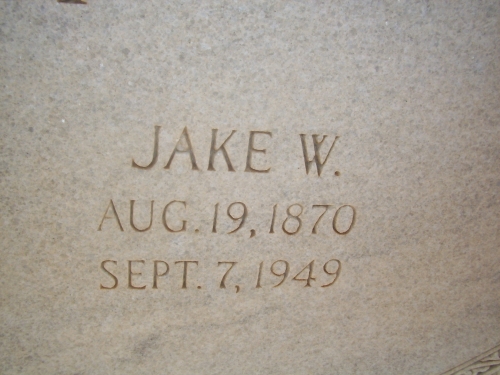 JAKE W.
AUG. 19, 1870
SEPT. 7, 1949